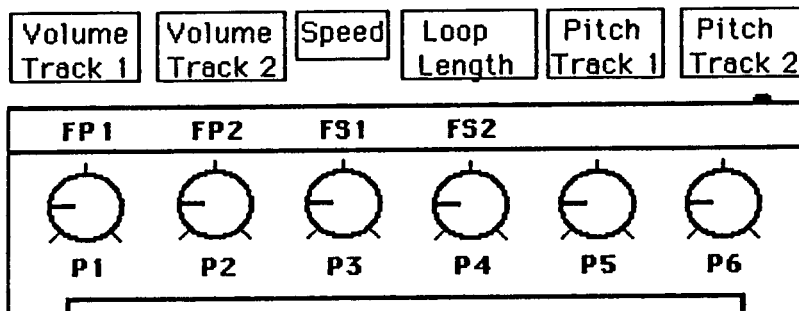 Volume Track 1
Volume Track 2
Speed
Loop Length
Pitch Track 1
Pitch Track 2
FP1 FP2 FS1 FS2
P1 P2 P3 P4 P5 P6